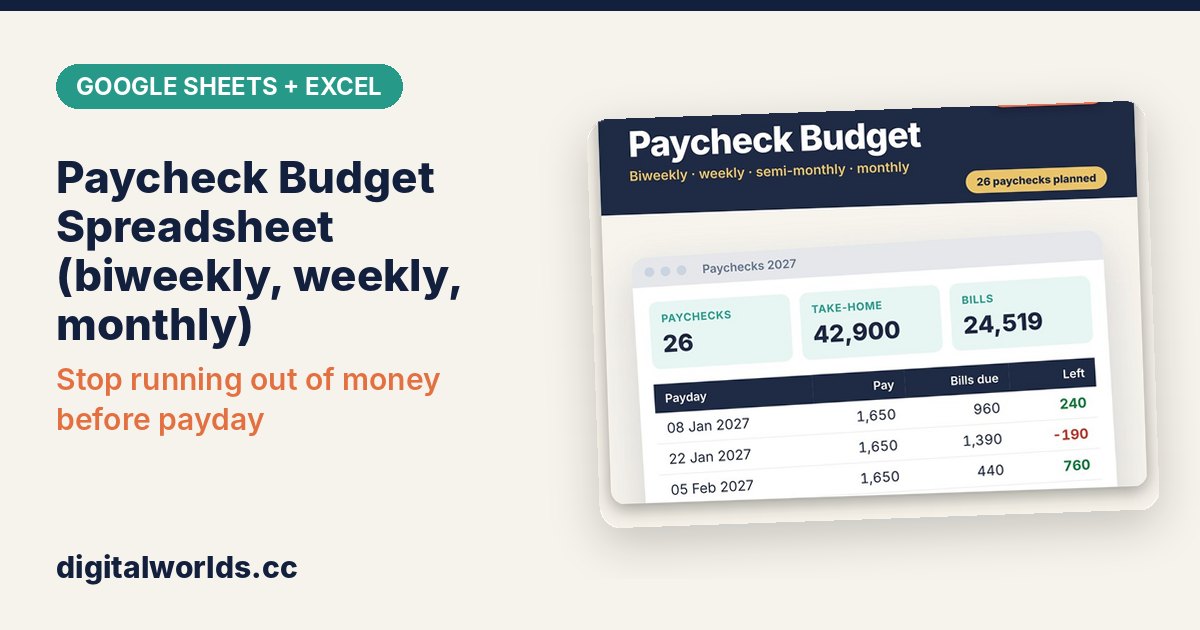 GOOGLE SHEETS + EXCEL
Paycheck Budget
Spreadsheet
(biweekly, weekly,
monthly)
Stop running out of money
before payday
digitalworlds.cc
Paycheck Budget
Biweekly · weekly · semi-monthly · monthly
26 paychecks planned
Paychecks 2027
PAYCHECKS
26
TAKE-HOME
42,900
BILLS
24,519
Payday Pay Bills due Left
08 Jan 2027 1,650 960 240
22 Jan 2027 1,650 1,390 -190
05 Feb 2027 1,650 440 760